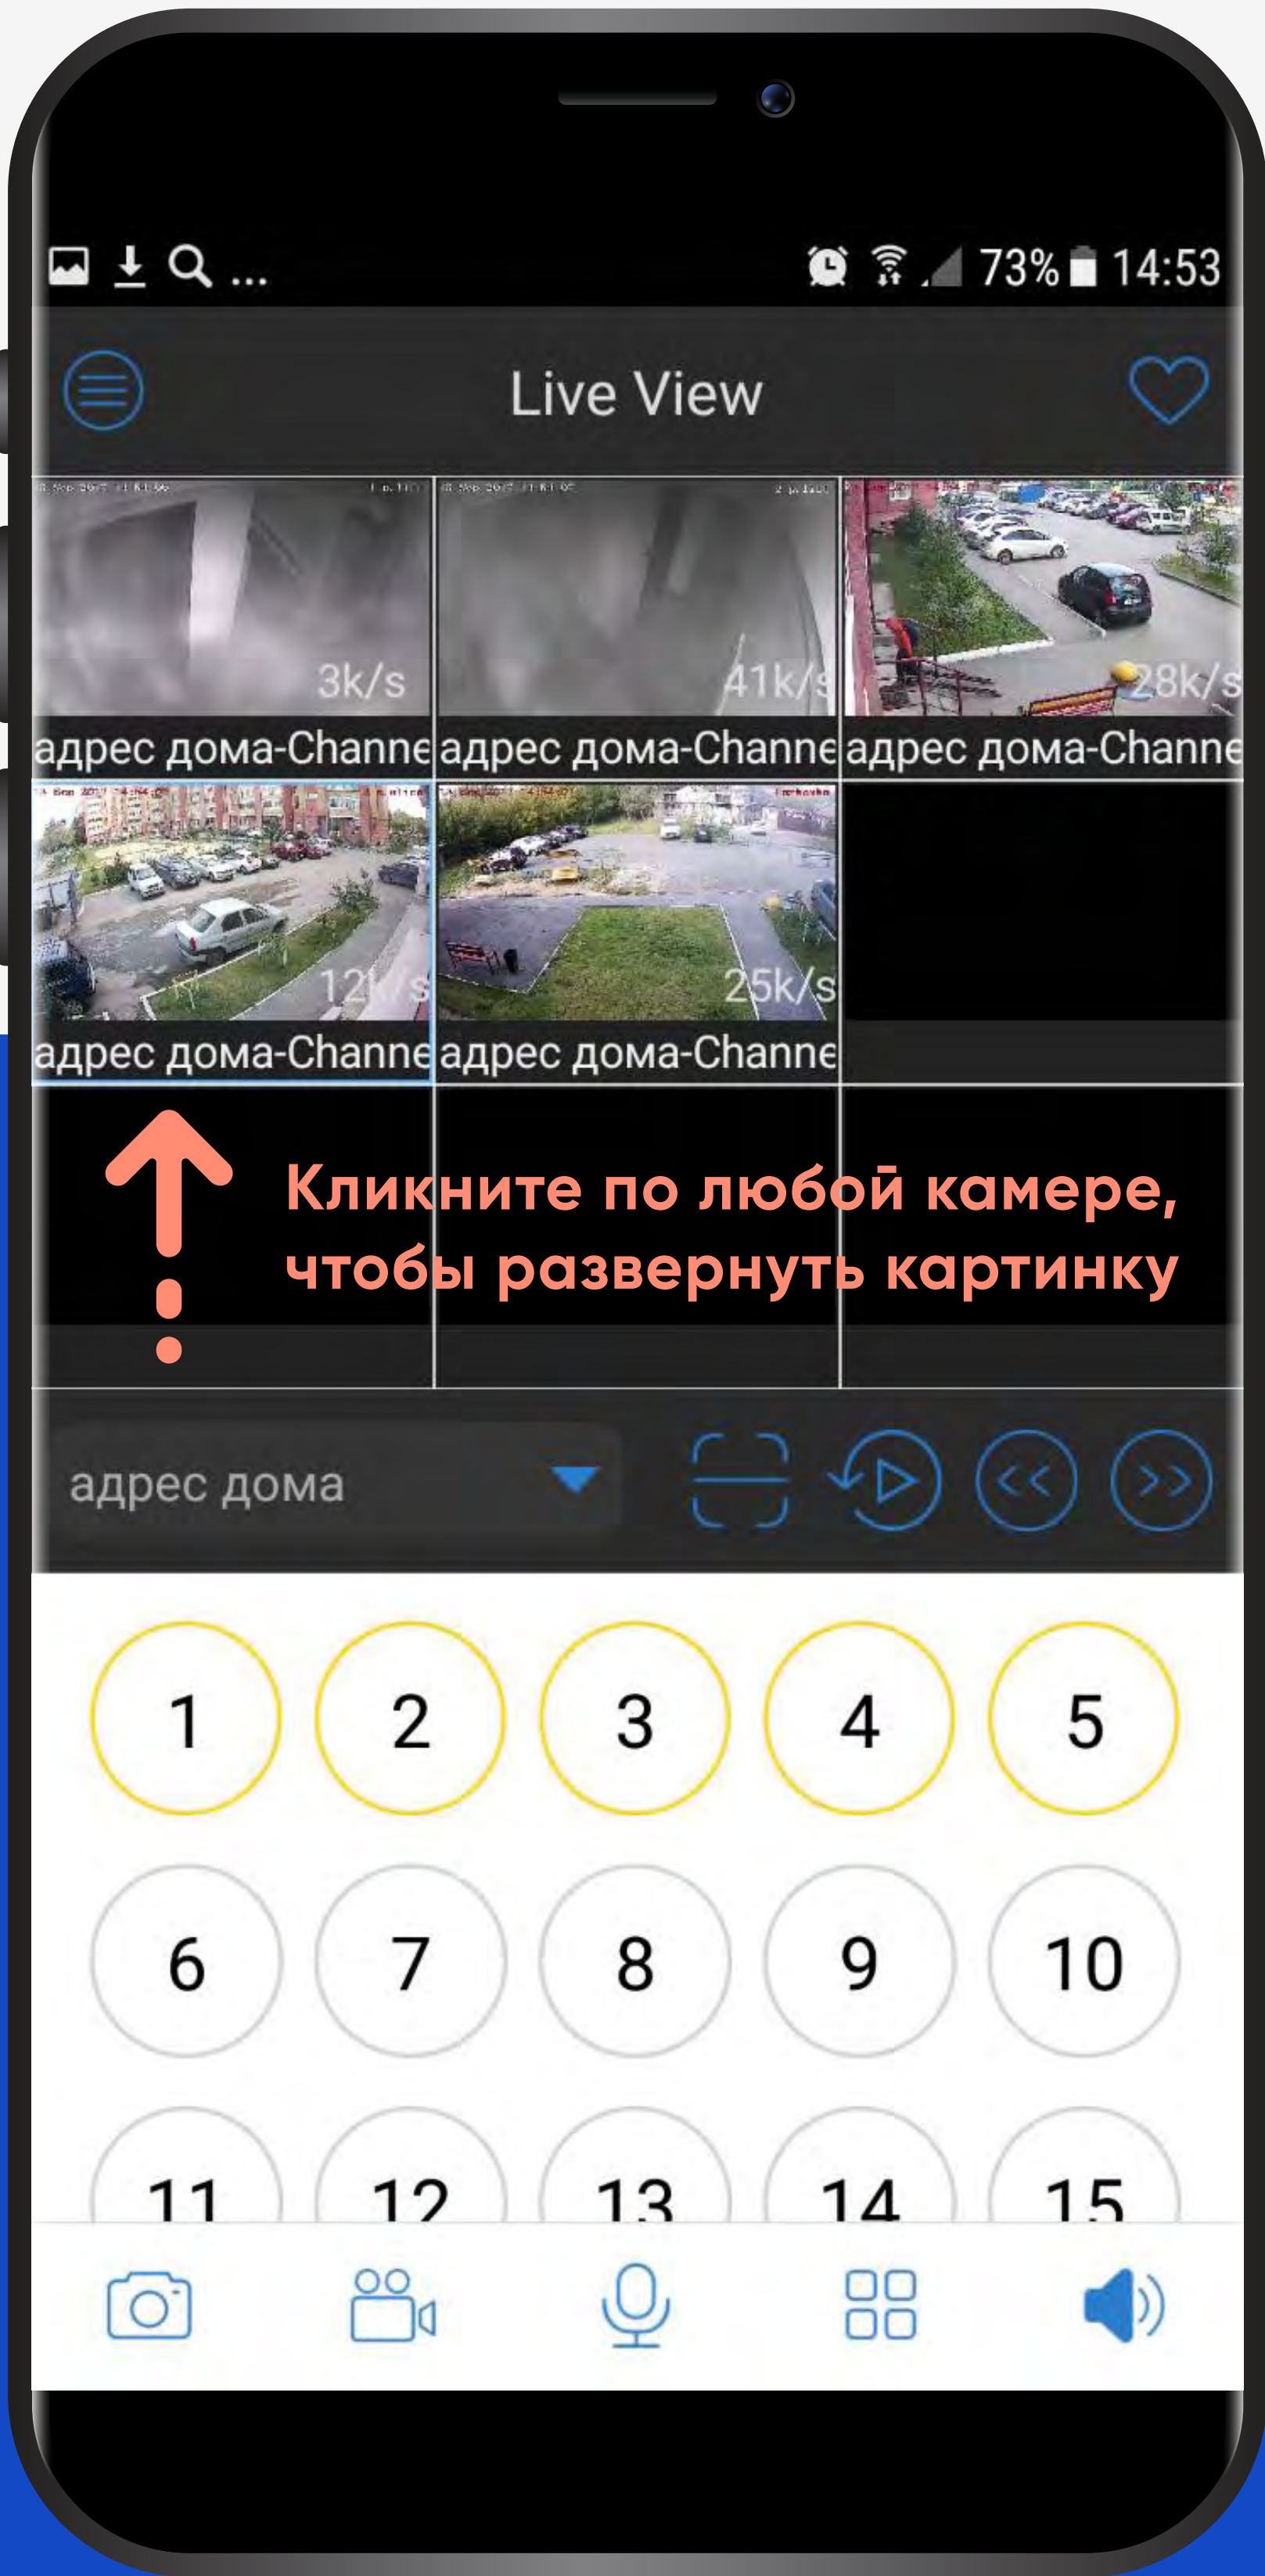 ... 73% 14:53
Live View
3k/s
41k/s
28k/s
адрес дома-Channe
адрес дома-Channe
адрес дома-Channe
12k/s
25k/s
адрес дома-Channe
адрес дома-Channe
Кликните по любой камере,
чтобы развернуть картинку
адрес дома
1 2 3 4 5
6 7 8 9 10
11 12 13 14 15